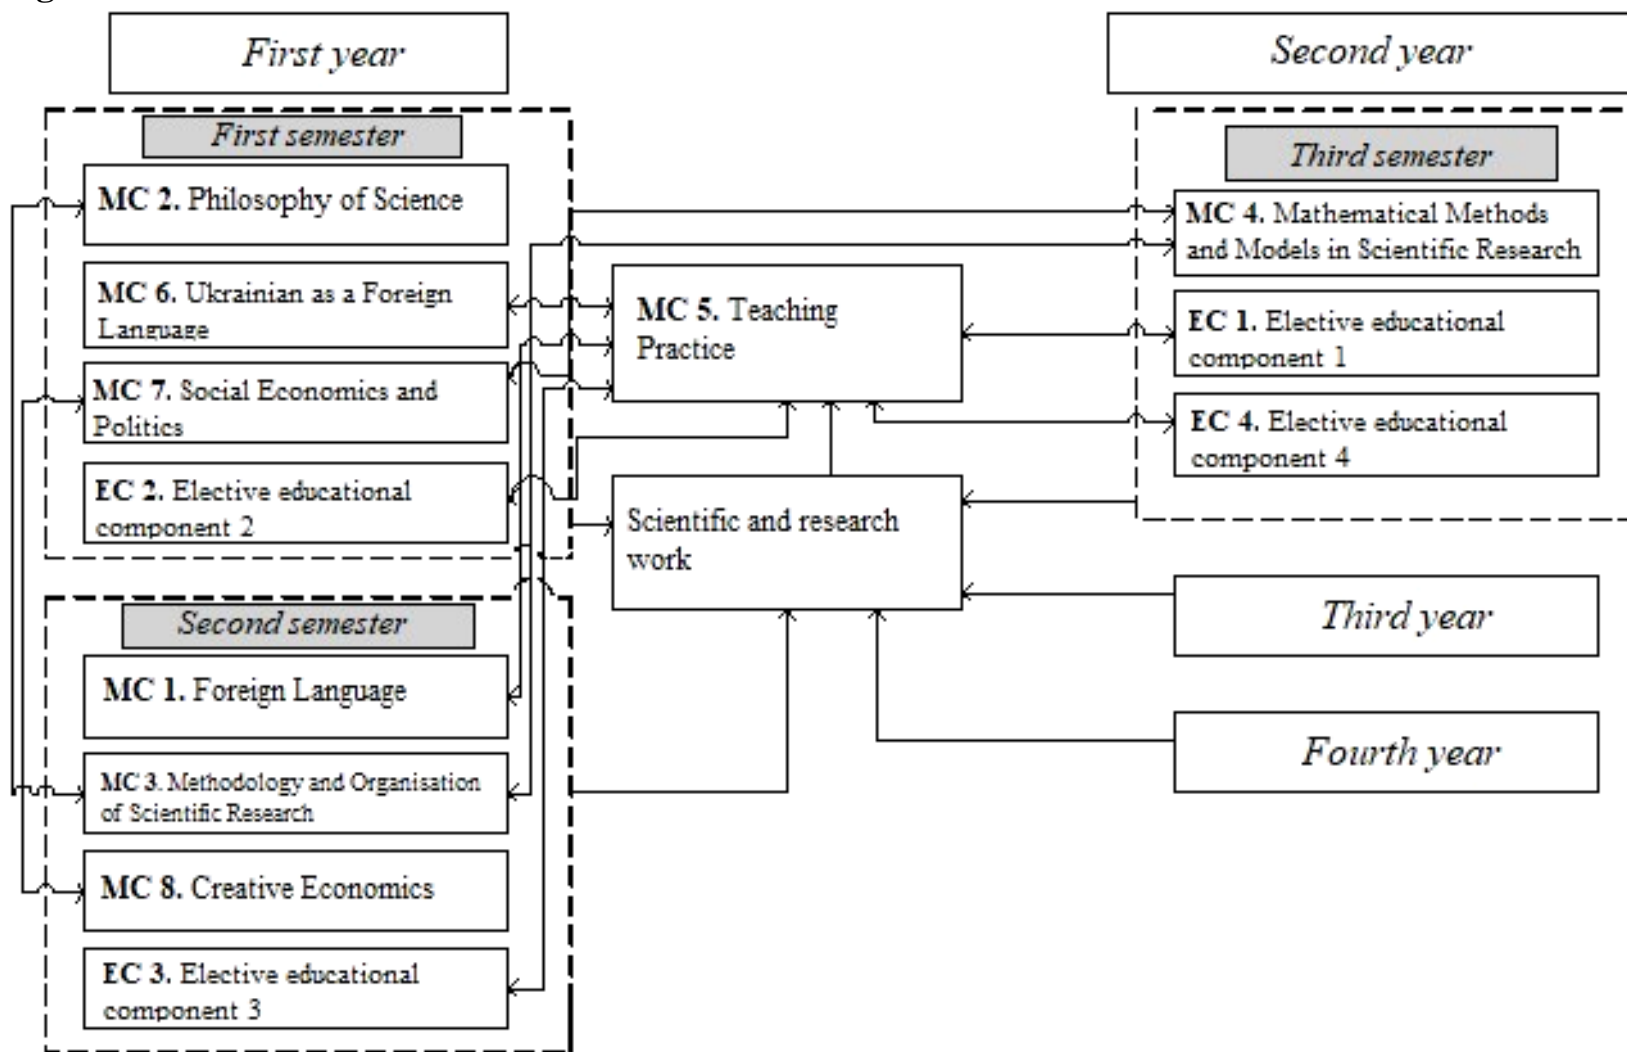 First year
First semester
MC 2. Philosophy of Science
MC 6. Ukrainian as a Foreign
Language
MC 7. Social Economics and
Politics
EC 2. Elective educational
component 2
Second semester
MC 1. Foreign Language
MC 3. Methodology and Organisation
of Scientific Research
MC 8. Creative Economics
EC 3. Elective educational
component 3
MC 5. Teaching
Practice
Scientific and research
work
Second year
Third semester
MC 4. Mathematical Methods
and Models in Scientific Research
EC 1. Elective educational
component 1
EC 4. Elective educational
component 4
Third year
Fourth year